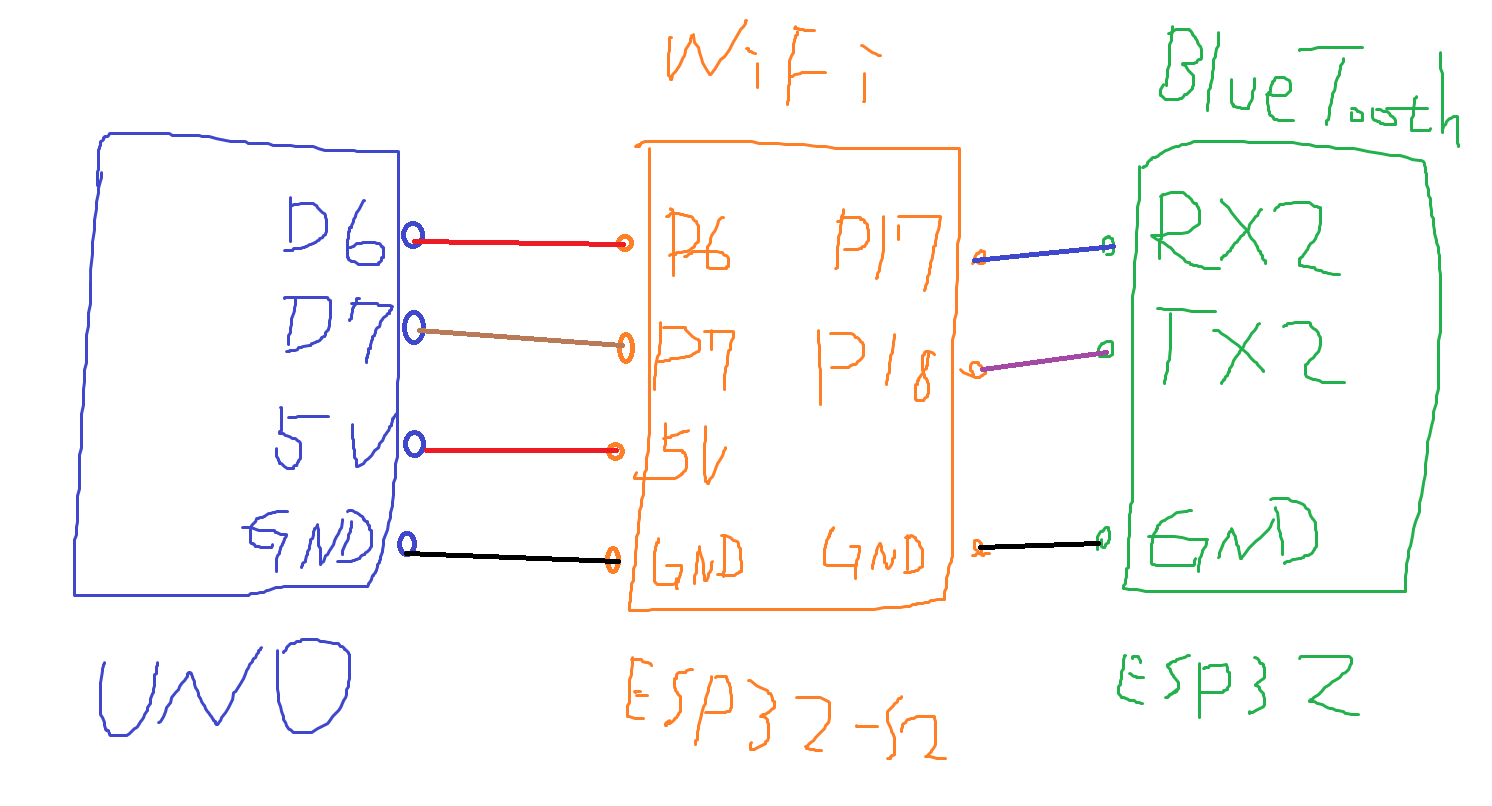 WiFi
BlueTooth
D6
P6
P17
RX2
D7
P7
P18
TX2
5V
5V
GND
GND
GND
GND
UNO
ESP32-S2
ESP32